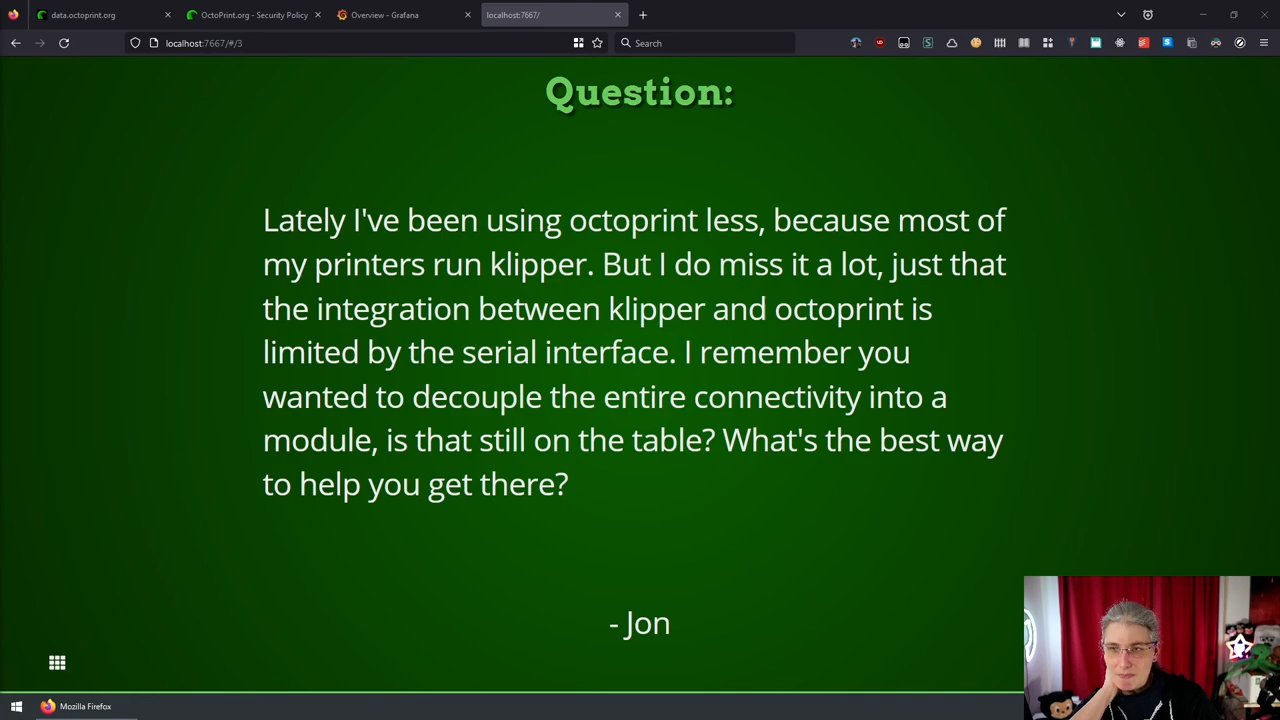 data.octoprint.org
OctoPrint.org - Security Policy
Overview - Grafana
localhost:7667/
localhost:7667/#/3
Search
Question:
Lately I've been using octoprint less, because most of
my printers run klipper. But I do miss it a lot, just that
the integration between klipper and octoprint is
limited by the serial interface. I remember you
wanted to decouple the entire connectivity into a
module, is that still on the table? What's the best way
to help you get there?
- Jon
Mozilla Firefox